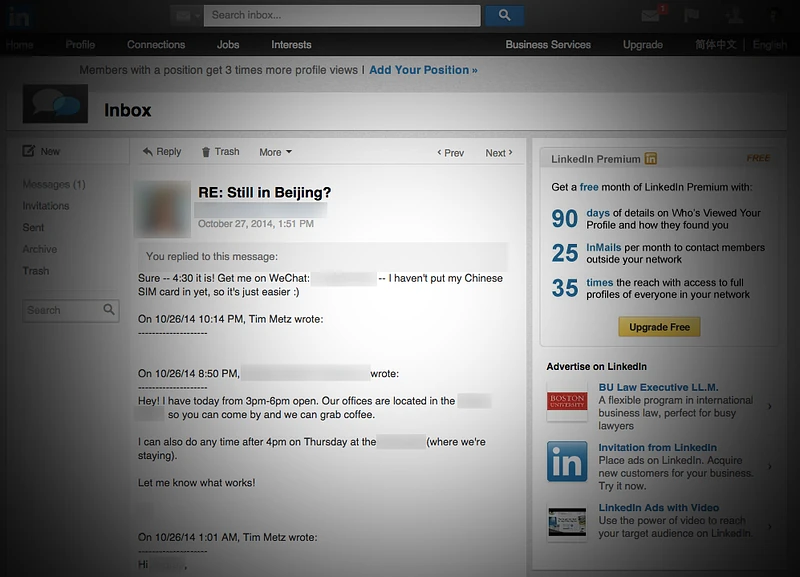 in
Search inbox...
1
Home Profile Connections Jobs Interests Business Services Upgrade 简体中文 | English
Members with a position get 3 times more profile views | Add Your Position »
Inbox
New
Messages (1)
Invitations
Sent
Archive
Trash
Search
Reply Trash More ‹ Prev Next ›
RE: Still in Beijing?
October 27, 2014, 1:51 PM
You replied to this message:
Sure -- 4:30 it is! Get me on WeChat: -- I haven't put my Chinese
SIM card in yet, so it's just easier :)
On 10/26/14 10:14 PM, Tim Metz wrote:
--------------------
On 10/26/14 8:50 PM, wrote:
--------------------
Hey! I have today from 3pm-6pm open. Our offices are located in the
so you can come by and we can grab coffee.
I can also do any time after 4pm on Thursday at the (where we're
staying).
Let me know what works!
On 10/26/14 1:01 AM, Tim Metz wrote:
--------------------
Hi ,
LinkedIn Premium in FREE
Get a free month of LinkedIn Premium with:
90 days of details on Who's Viewed Your
Profile and how they found you
25 InMails per month to contact members
outside your network
35 times the reach with access to full
profiles of everyone in your network
Upgrade Free
Advertise on LinkedIn
BOSTON
UNIVERSITY
BU Law Executive LL.M.
A flexible program in international
business law, perfect for busy
lawyers
in
Invitation from LinkedIn
Place ads on LinkedIn. Acquire
new customers for your business.
Try it now.
LinkedIn Ads with Video
Use the power of video to reach
your target audience on LinkedIn